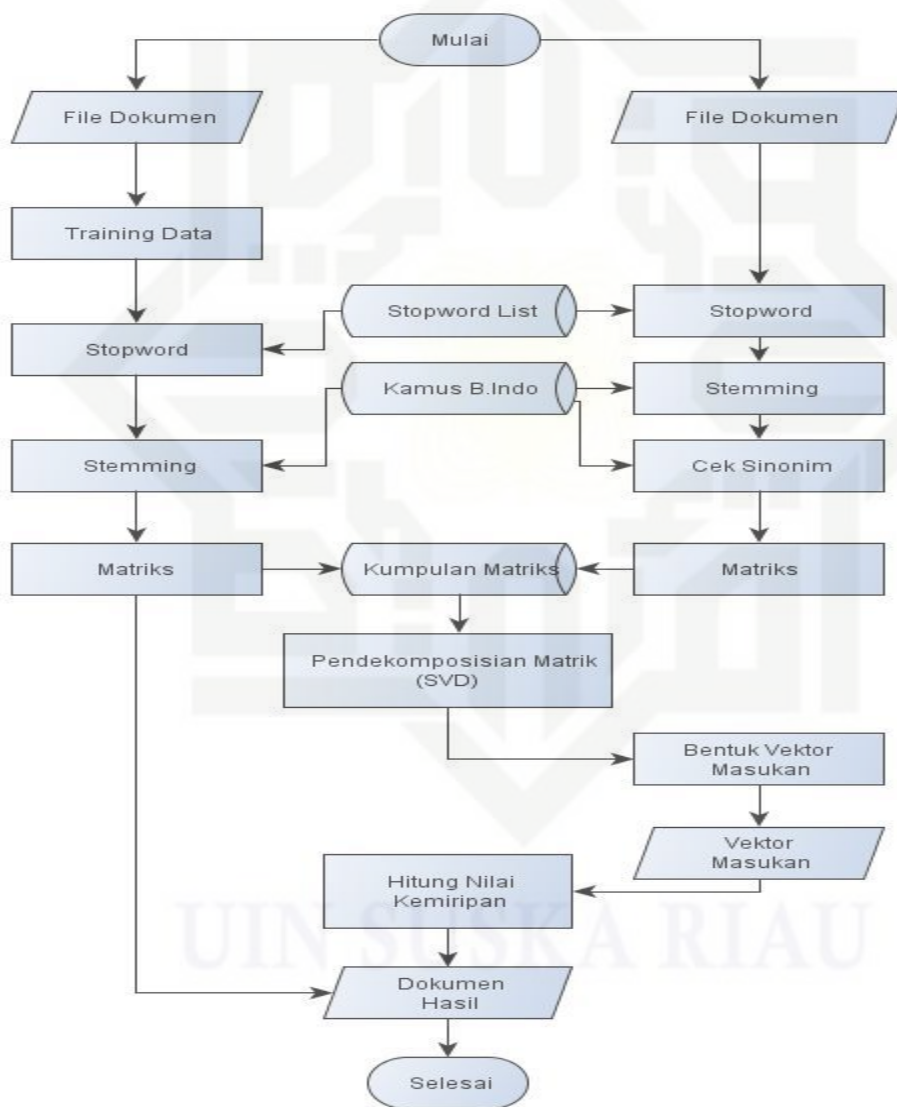 Mulai
File Dokumen
File Dokumen
Training Data
Stopword List
Stopword
Stopword
Kamus B.Indo
Stemming
Stemming
Cek Sinonim
Matriks
Kumpulan Matriks
Matriks
Pendekomposisian Matrik
(SVD)
Bentuk Vektor
Masukan
Vektor
Masukan
Hitung Nilai
Kemiripan
UIN SUSKA RIAU
Dokumen
Hasil
Selesai